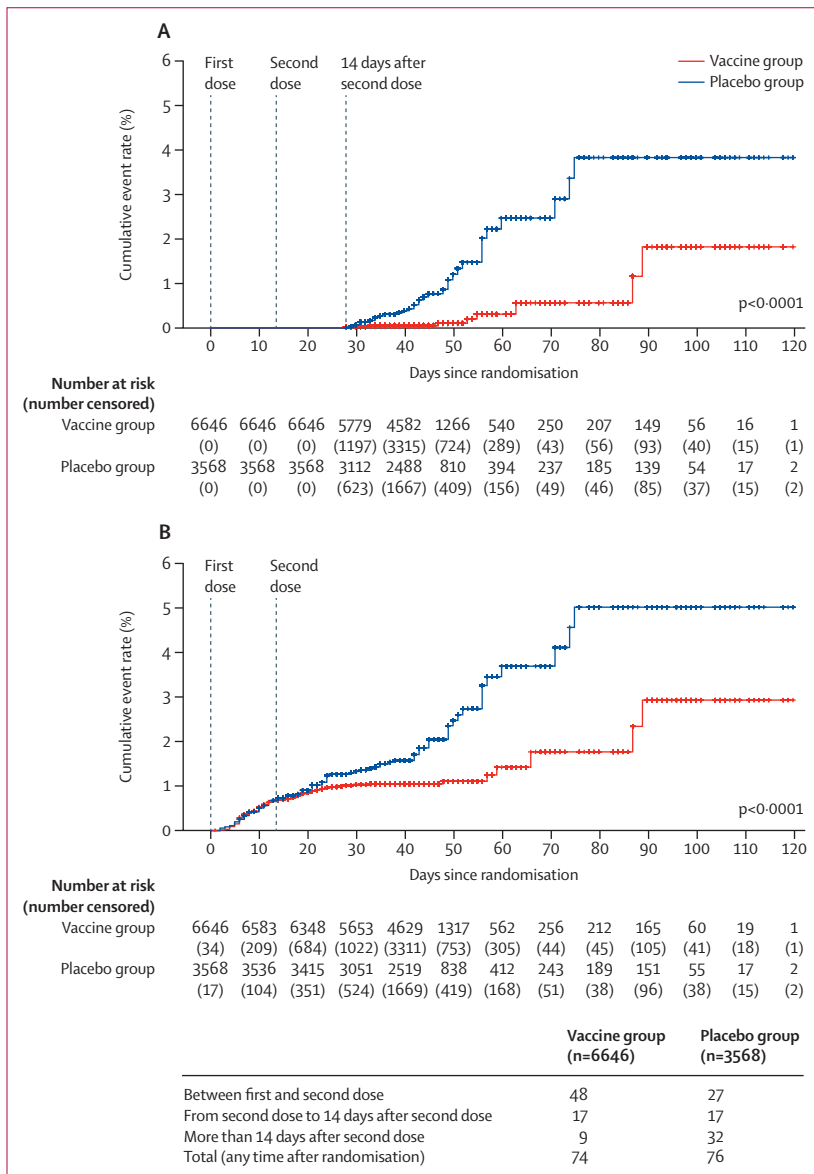 A
First dose
Second dose
14 days after second dose
Vaccine group
Placebo group
6
5
4
3
2
1
0
Cumulative event rate (%)
p<0·0001
0 10 20 30 40 50 60 70 80 90 100 110 120
Days since randomisation
Number at risk
(number censored)
Vaccine group 6646 6646 6646 5779 4582 1266 540 250 207 149 56 16 1
(0) (0) (0) (1197) (3315) (724) (289) (43) (56) (93) (40) (15) (1)
Placebo group 3568 3568 3568 3112 2488 810 394 237 185 139 54 17 2
(0) (0) (0) (623) (1667) (409) (156) (49) (46) (85) (37) (15) (2)
B
First dose
Second dose
6
5
4
3
2
1
0
Cumulative event rate (%)
p<0·0001
0 10 20 30 40 50 60 70 80 90 100 110 120
Days since randomisation
Number at risk
(number censored)
Vaccine group 6646 6583 6348 5653 4629 1317 562 256 212 165 60 19 1
(34) (209) (684) (1022) (3311) (753) (305) (44) (45) (105) (41) (18) (1)
Placebo group 3568 3536 3415 3051 2519 838 412 243 189 151 55 17 2
(17) (104) (351) (524) (1669) (419) (168) (51) (38) (96) (38) (15) (2)
Vaccine group (n=6646) Placebo group (n=3568)
Between first and second dose 48 27
From second dose to 14 days after second dose 17 17
More than 14 days after second dose 9 32
Total (any time after randomisation) 74 76